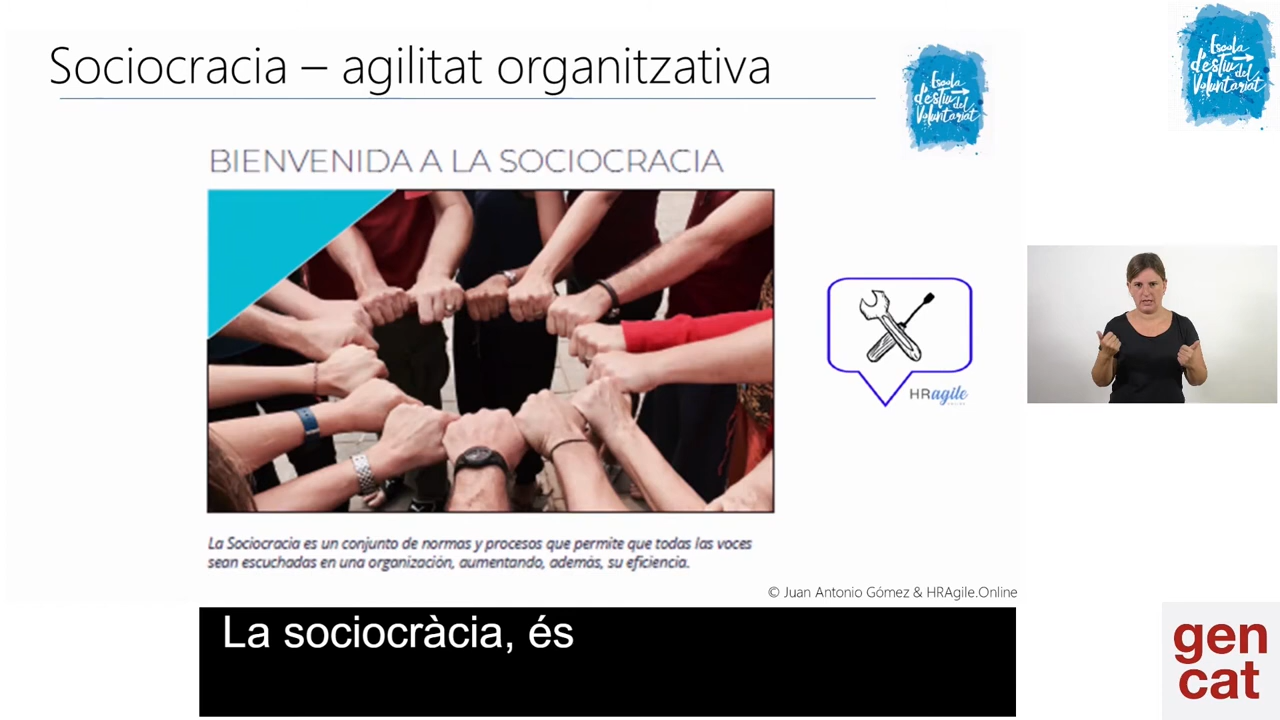 Sociocracia – agilitat organitzativa
Escola
d'estiu del
Voluntariat
Escola
d'estiu del
Voluntariat
BIENVENIDA A LA SOCIOCRACIA
HRagile
La Sociocracia es un conjunto de normas y procesos que permite que todas las voces
sean escuchadas en una organización, aumentando, además, su eficiencia.
© Juan Antonio Gómez & HRAgile.Online
La sociocràcia, és
gen
cat